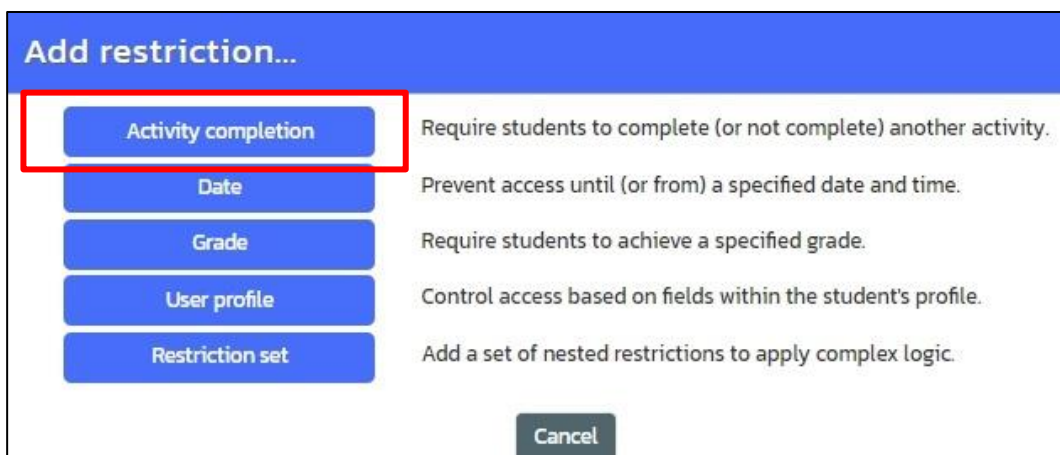 Add restriction...
Activity completion Require students to complete (or not complete) another activity.
Date Prevent access until (or from) a specified date and time.
Grade Require students to achieve a specified grade.
User profile Control access based on fields within the student's profile.
Restriction set Add a set of nested restrictions to apply complex logic.
Cancel